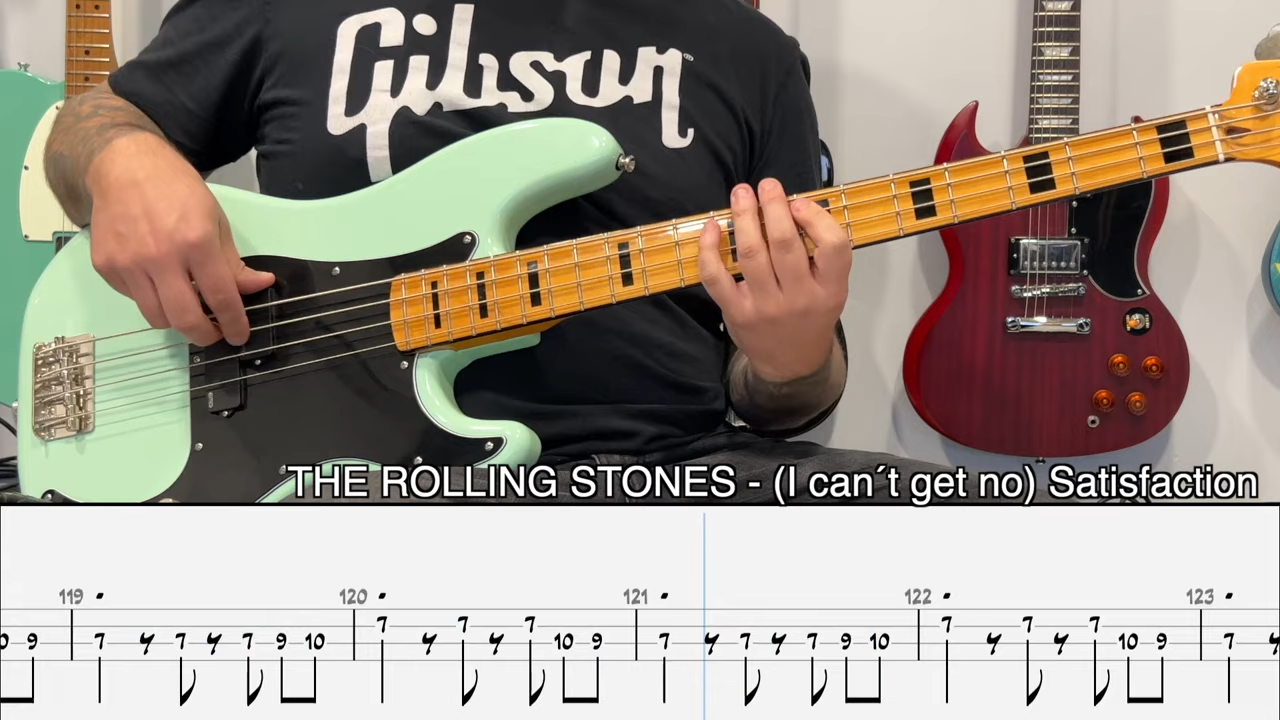 Gibson
THE ROLLING STONES - (I can´t get no) Satisfaction
119 120 121 122 123
7 7 7 10 9 7 7 7 10 9
9 7 7 7 9 10 7 7 7 9 10 7